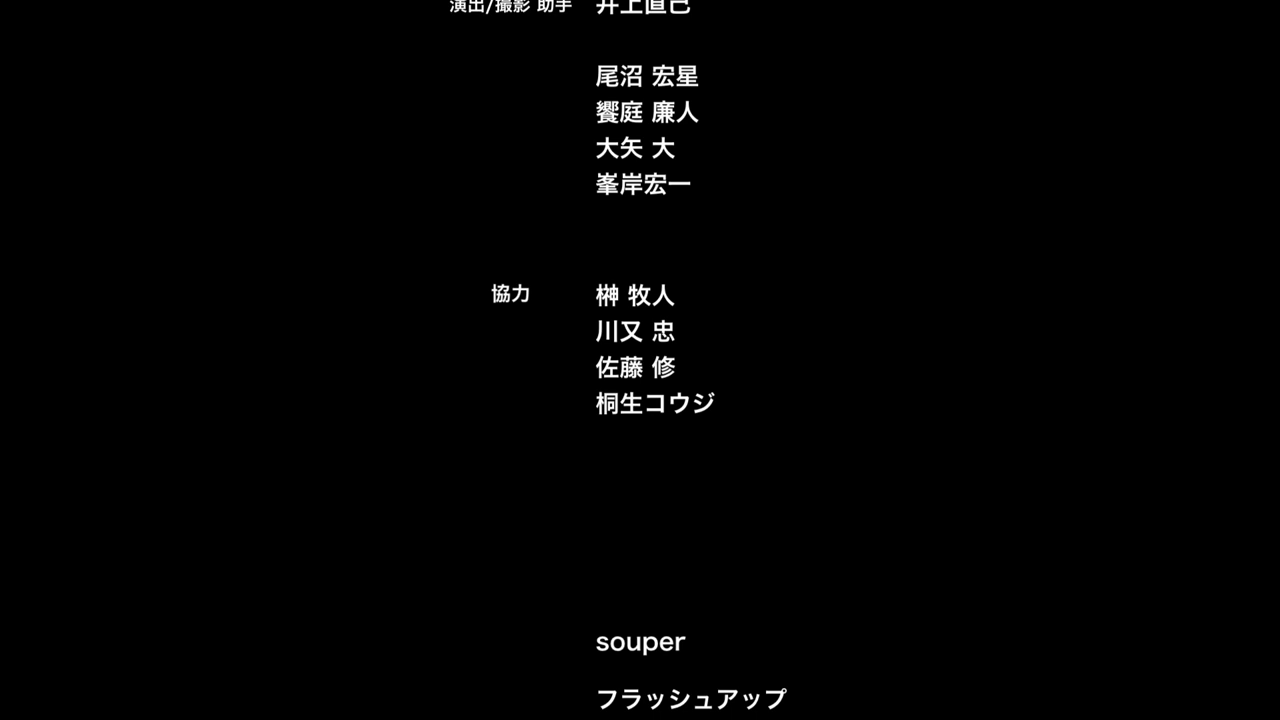 演出/撮影 助手 井上直己
尾沼 宏星
饗庭 廉人
大矢 大
峯岸宏一
協力 榊 牧人
川又 忠
佐藤 修
桐生コウジ
souper
フラッシュアップ